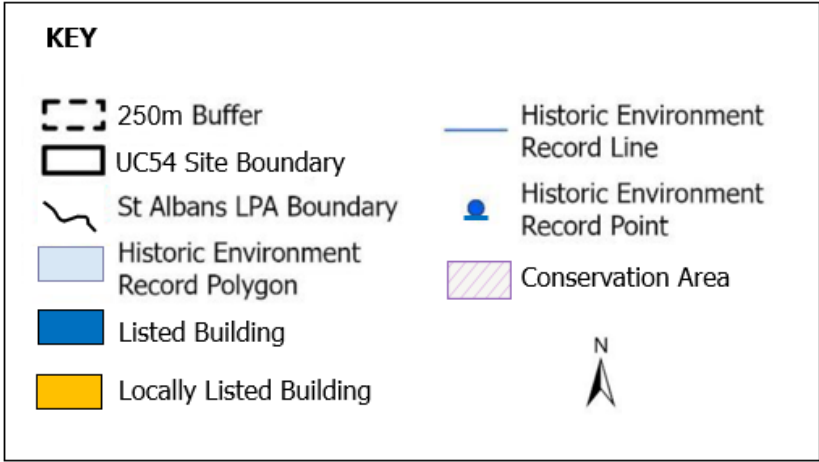 KEY
250m Buffer
UC54 Site Boundary
St Albans LPA Boundary
Historic Environment
Record Polygon
Listed Building
Locally Listed Building
Historic Environment
Record Line
Historic Environment
Record Point
Conservation Area
N